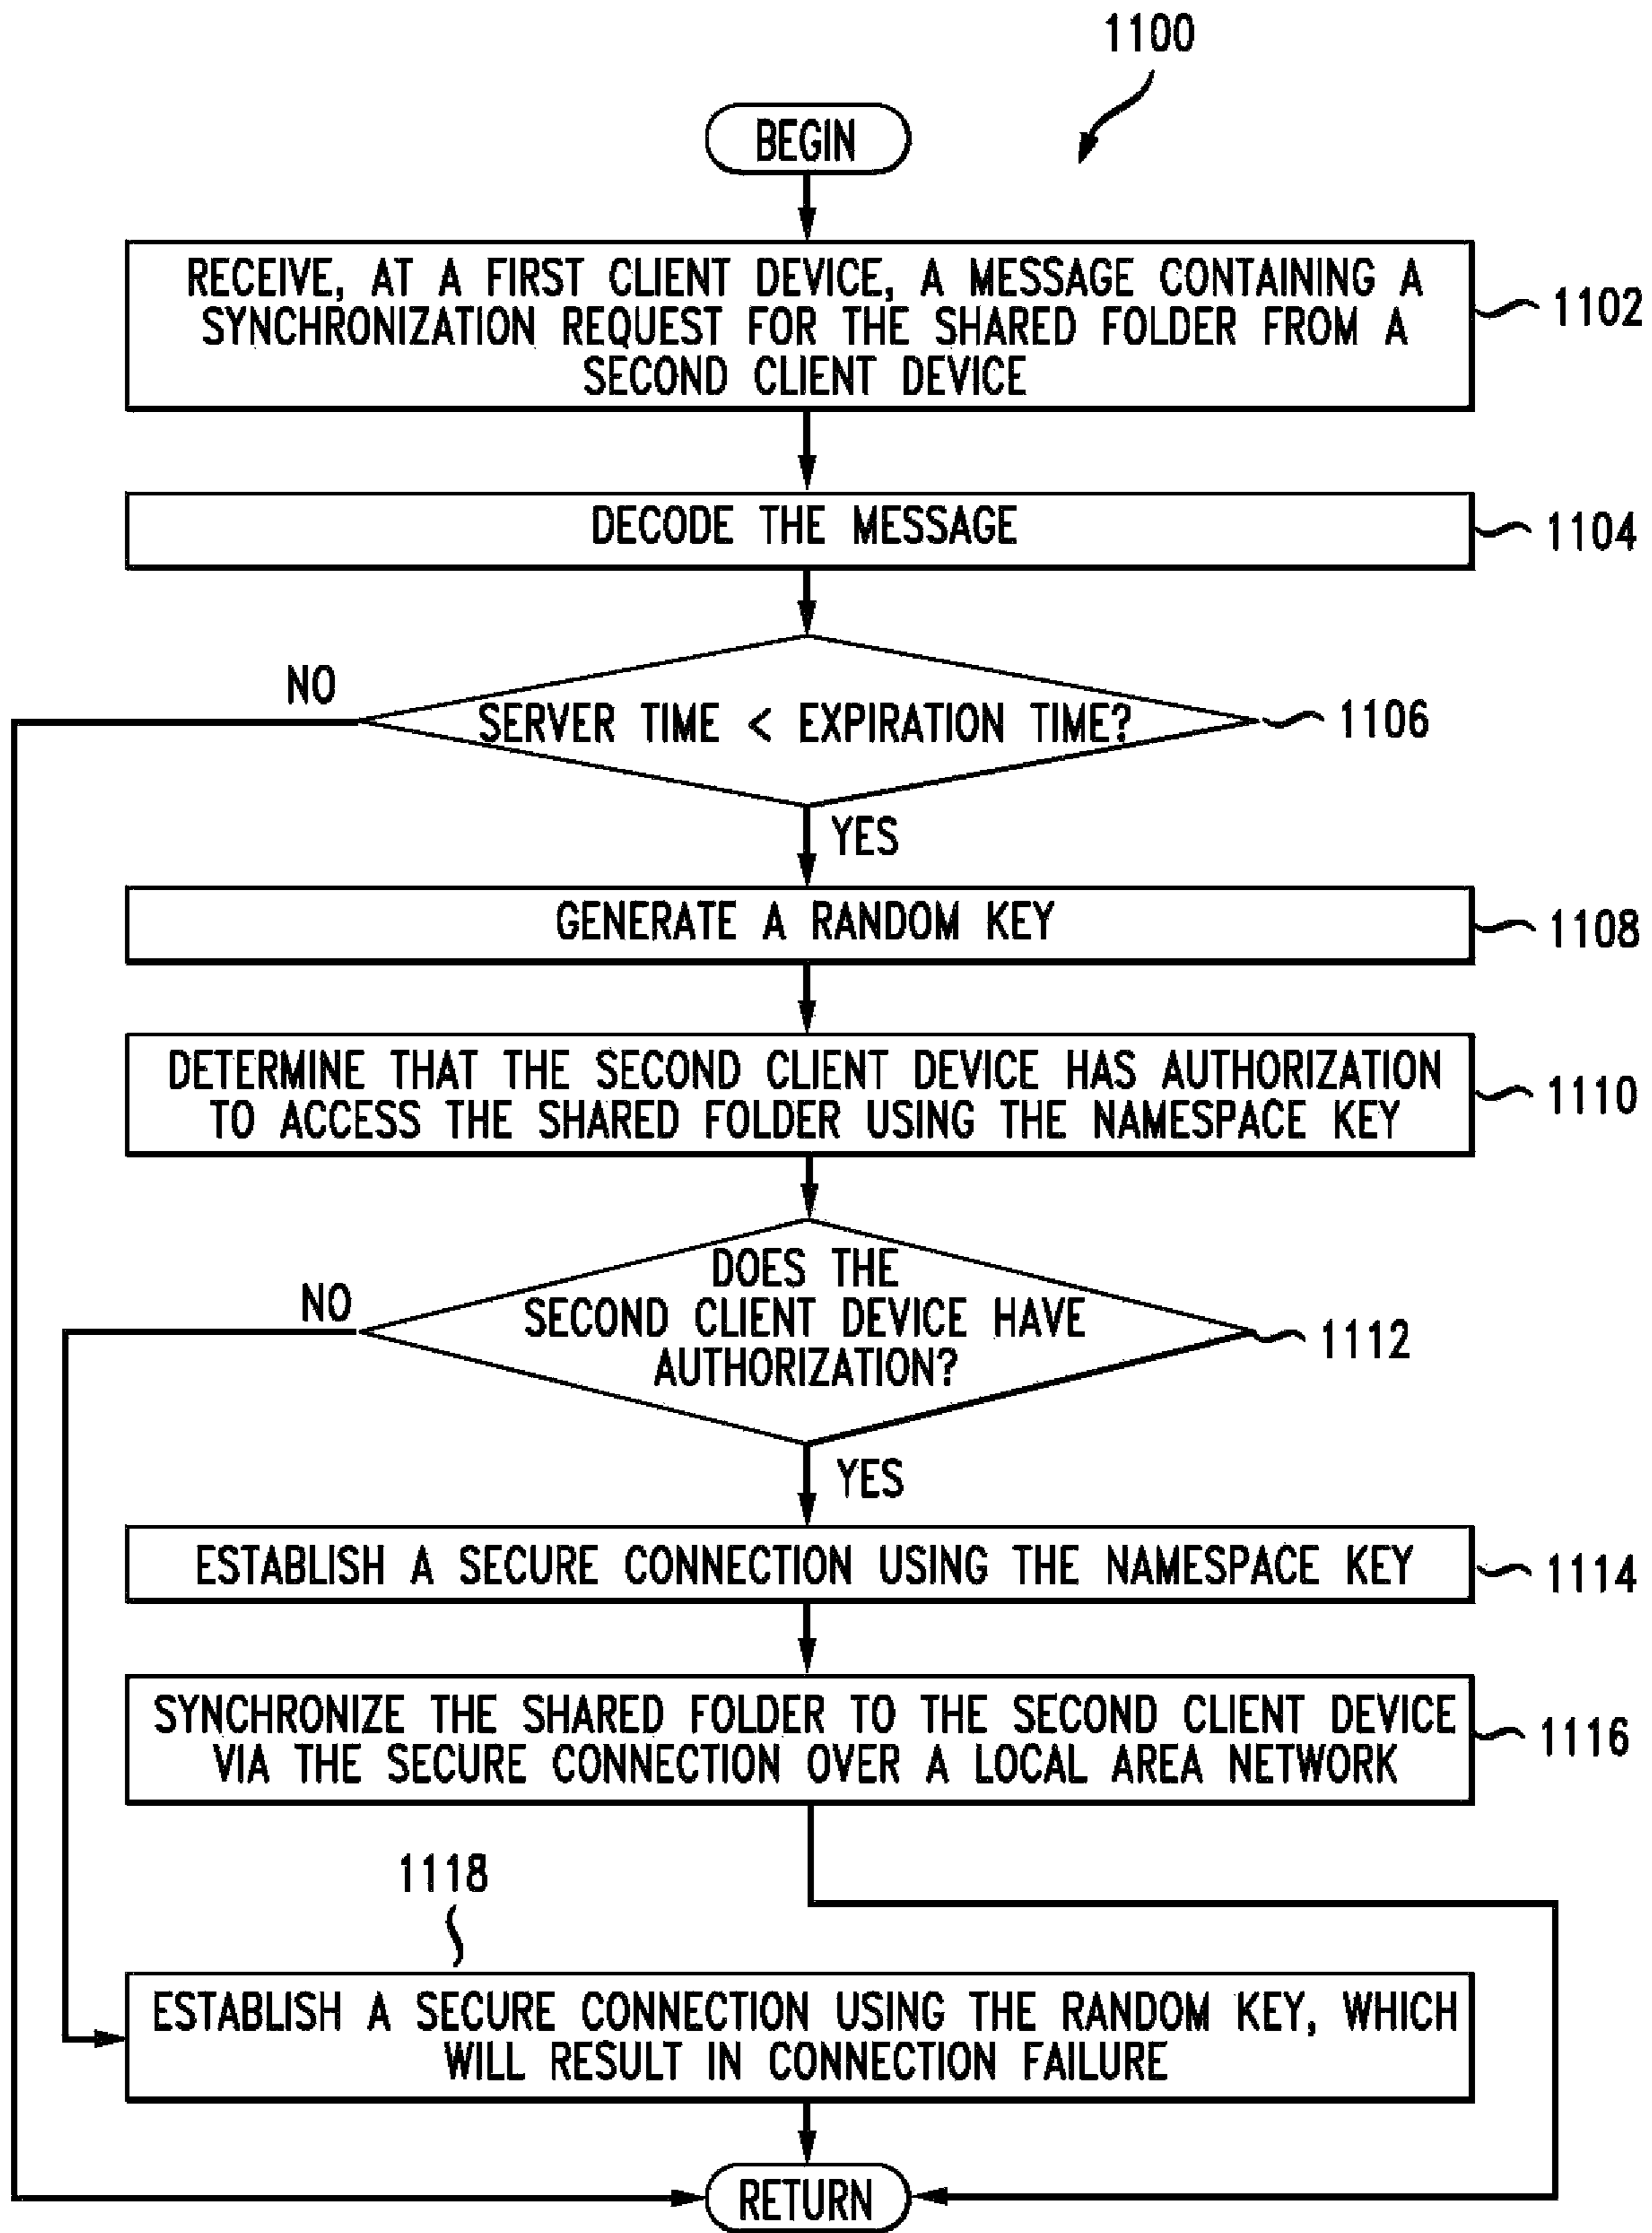 1100
BEGIN
RECEIVE, AT A FIRST CLIENT DEVICE, A MESSAGE CONTAINING A
SYNCHRONIZATION REQUEST FOR THE SHARED FOLDER FROM A
SECOND CLIENT DEVICE
1102
DECODE THE MESSAGE
1104
NO
SERVER TIME < EXPIRATION TIME?
1106
YES
GENERATE A RANDOM KEY
1108
DETERMINE THAT THE SECOND CLIENT DEVICE HAS AUTHORIZATION
TO ACCESS THE SHARED FOLDER USING THE NAMESPACE KEY
1110
NO
DOES THE
SECOND CLIENT DEVICE HAVE
AUTHORIZATION?
1112
YES
ESTABLISH A SECURE CONNECTION USING THE NAMESPACE KEY
1114
SYNCHRONIZE THE SHARED FOLDER TO THE SECOND CLIENT DEVICE
VIA THE SECURE CONNECTION OVER A LOCAL AREA NETWORK
1116
1118
ESTABLISH A SECURE CONNECTION USING THE RANDOM KEY, WHICH
WILL RESULT IN CONNECTION FAILURE
RETURN